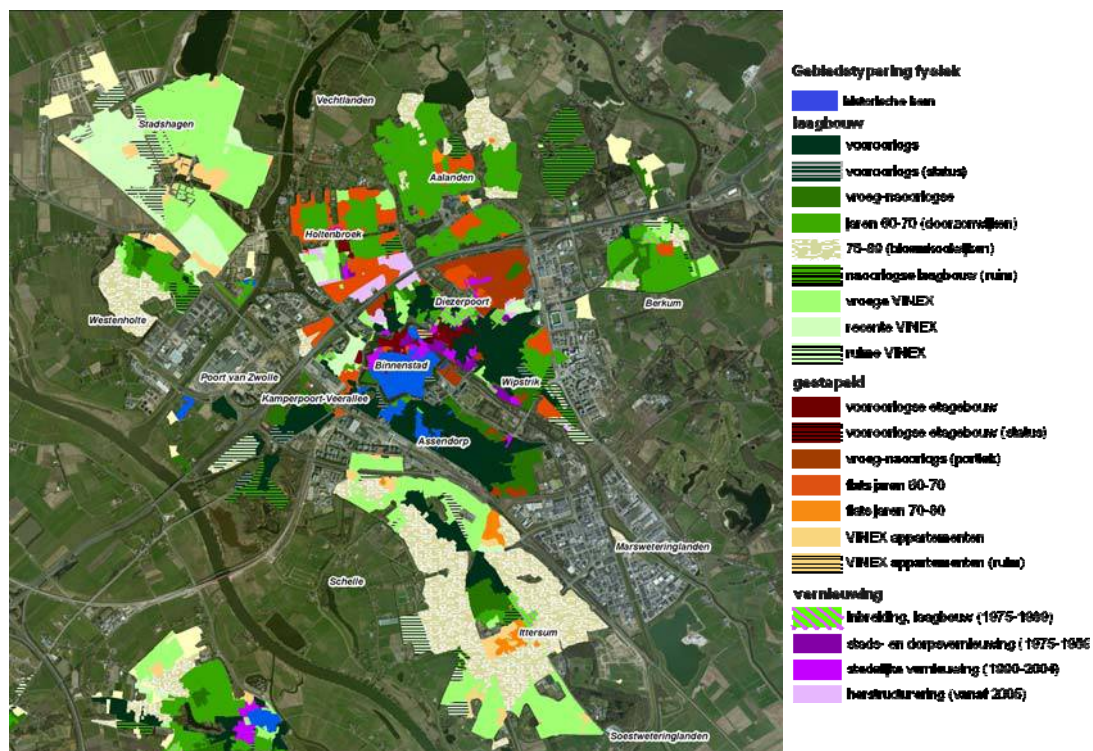 Vechtlanden
Stadshagen
Aalanden
Holtenbroek
Berkum
Diezerpoort
Westenholte
Binnenstad
Wipstrik
Poort van Zwolle
Kamperpoort-Veerallee
Assendorp
Marsweteringlanden
Schelle
Ittersum
Soestweteringlanden
Gebiedstypering fysiek
historische kern
laagbouw
vooroorlogs
vooroorlogs (status)
vroeg-naoorlogse
jaren 60-70 (doorzonwijken)
75-89 (bloemkoolwijken)
naoorlogse laagbouw (ruim)
vroege VINEX
recente VINEX
ruime VINEX
gestapeld
vooroorlogse etagebouw
vooroorlogse etagebouw (status)
vroeg-naoorlogs (portiek)
flats jaren 60-70
flats jaren 70-80
VINEX appartementen
VINEX appartementen (ruim)
vernieuwing
inbreiding, laagbouw (1975-1989)
stads- en dorpsvernieuwing (1975-198
stedelijke vernieuwing (1990-2004)
herstructurering (vanaf 2005)